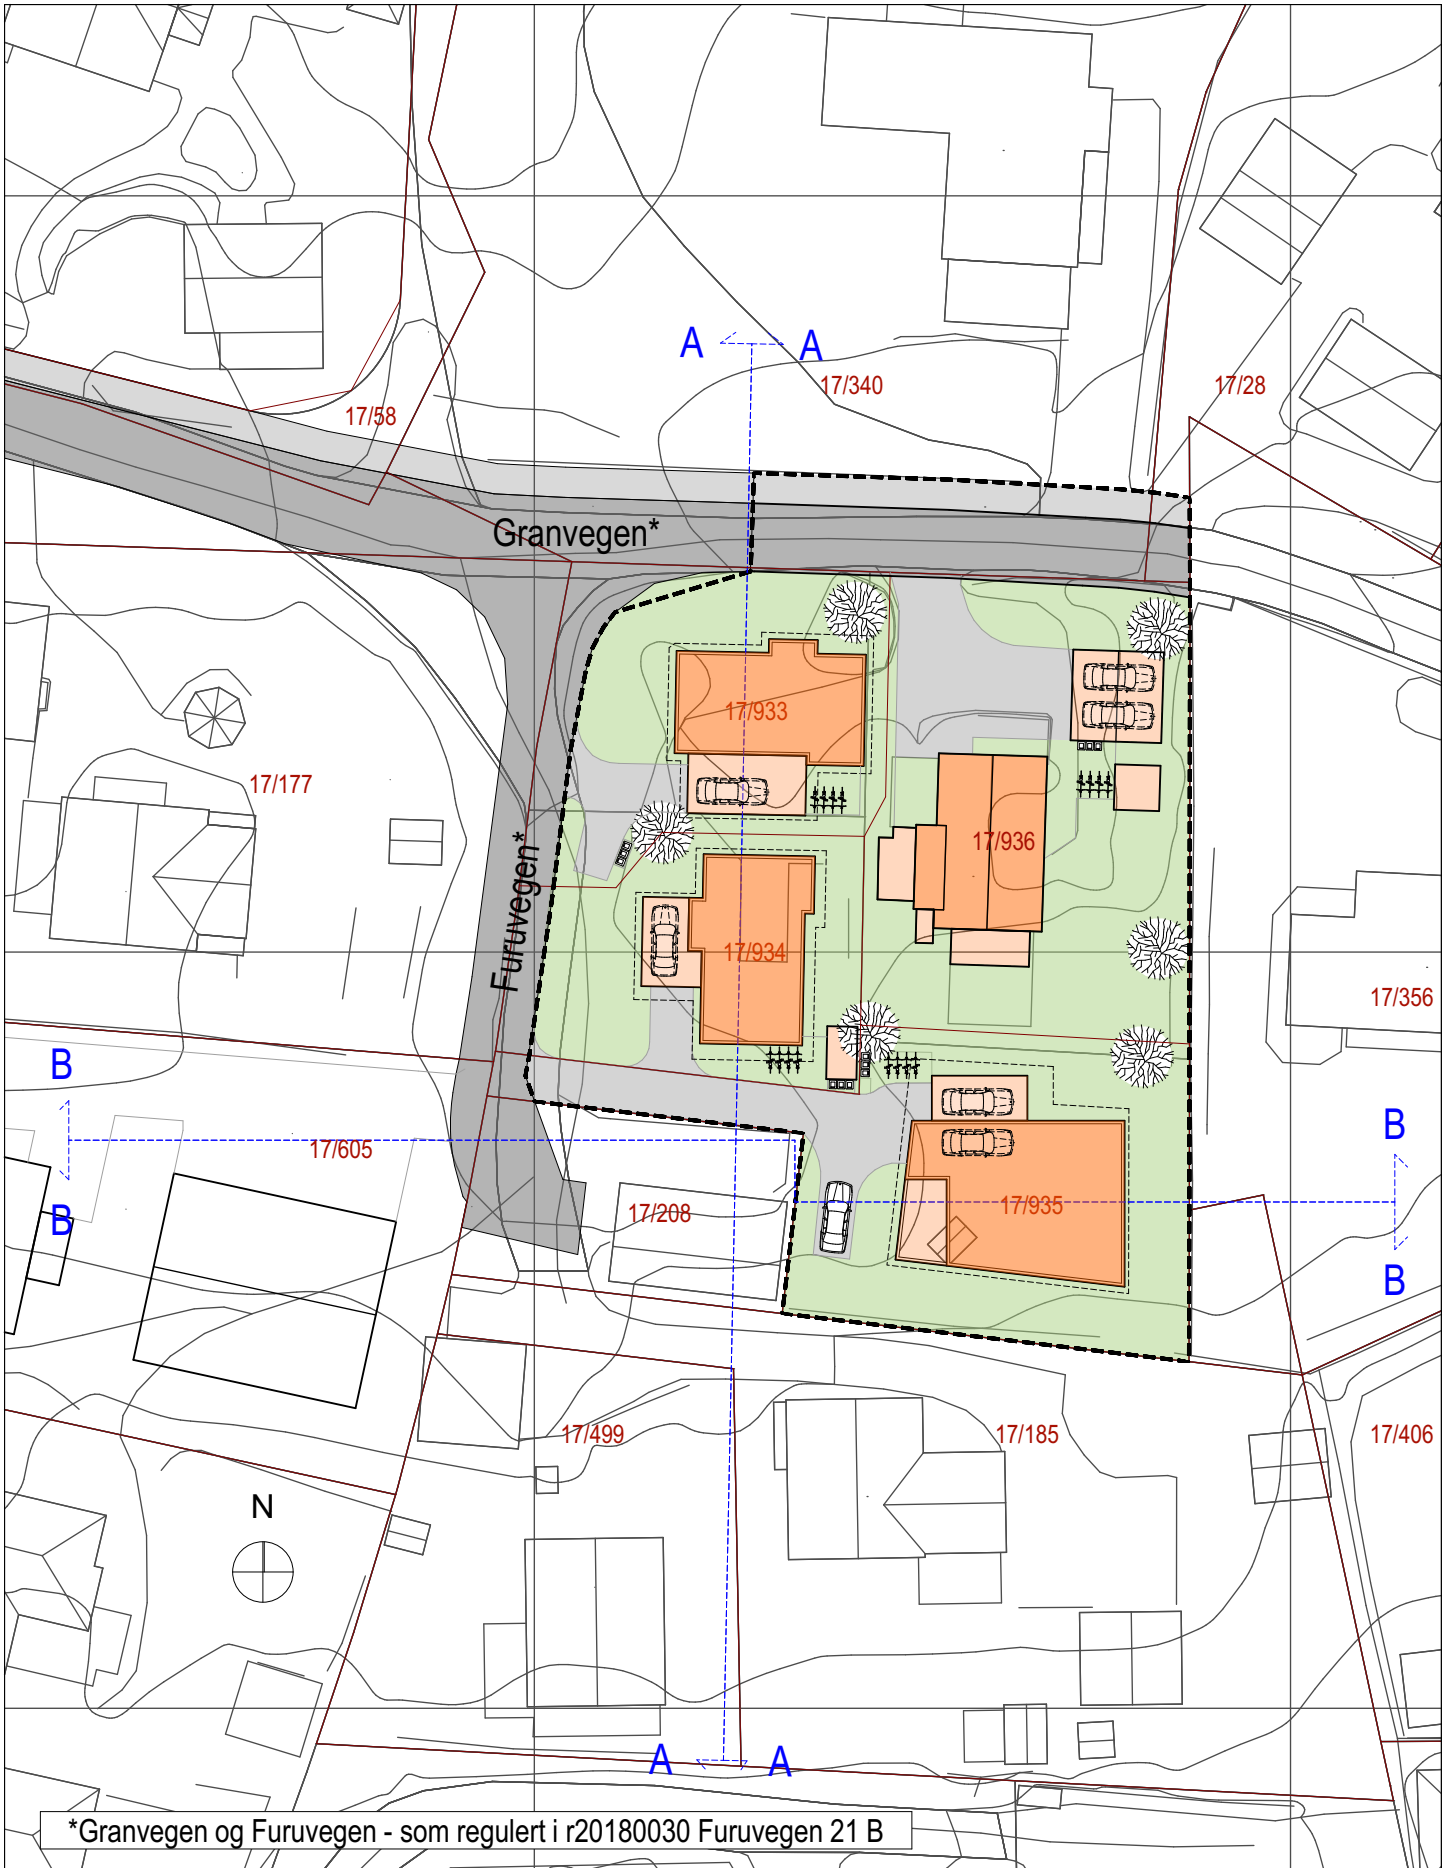 A A
17/340
17/28
17/58
Granvegen*
17/933
17/177
17/936
Furuvegen*
17/934
17/356
B
B
17/605
17/935
17/208
B
B
17/499
17/185
17/406
N
A A
*Granvegen og Furuvegen - som regulert i r20180030 Furuvegen 21 B